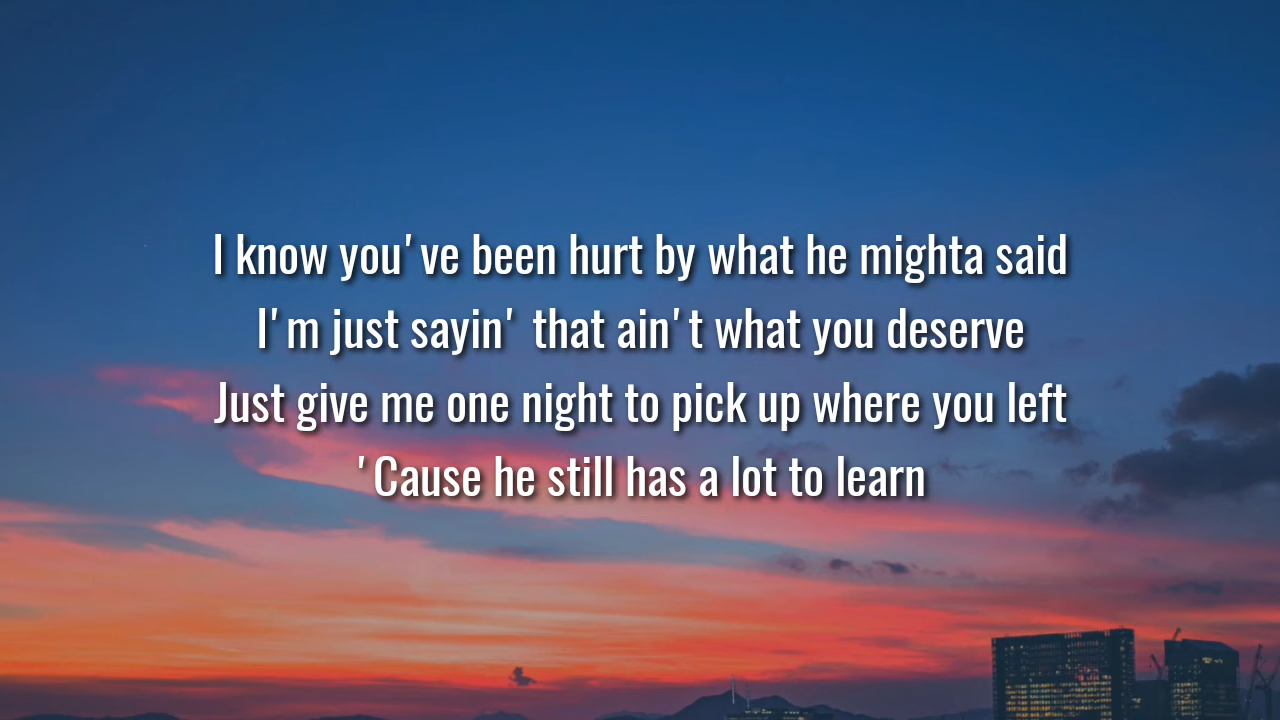 I know you've been hurt by what he mighta said
I'm just sayin' that ain't what you deserve
Just give me one night to pick up where you left
'Cause he still has a lot to learn